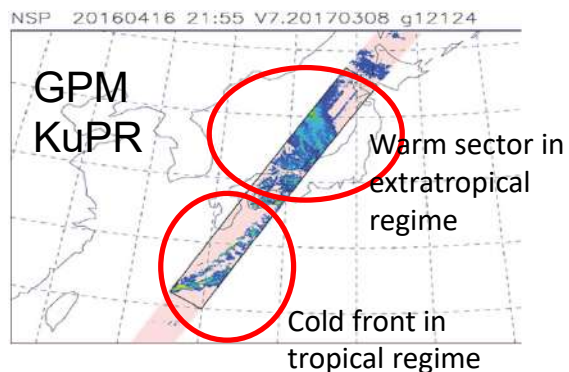 NSP 20160416 21:55 V7.20170308 g12124
GPM
KuPR
Warm sector in
extratropical
regime
Cold front in
tropical regime